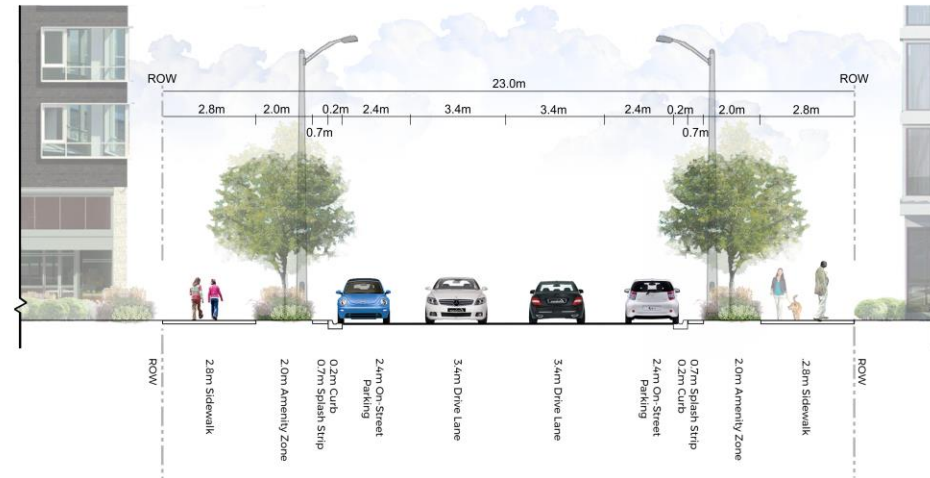 ROW
ROW
23.0m
2.8m
2.0m
0.2m
2.4m
3.4m
3.4m
2.4m
0.2m
2.0m
2.8m
0.7m
0.7m
ROW
2.8m Sidewalk
2.0m Amenity Zone
0.7m Splash Strip
0.2m Curb
2.4m On-Street
Parking
3.4m Drive Lane
3.4m Drive Lane
2.4m On-Street
Parking
0.2m Curb
0.7m Splash Strip
2.0m Amenity Zone
.2.8m Sidewalk
ROW